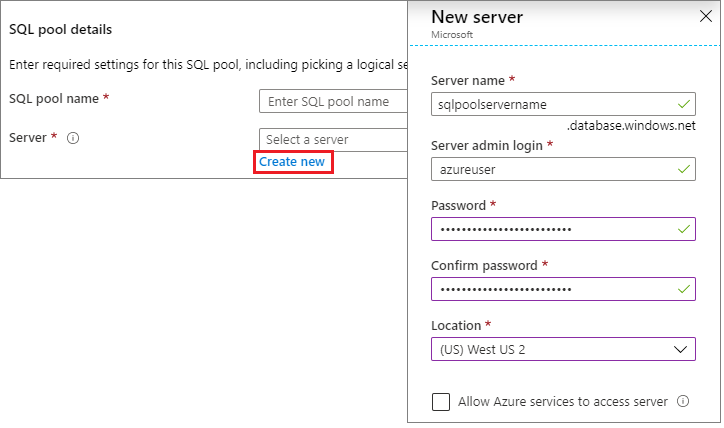 SQL pool details
Enter required settings for this SQL pool, including picking a logical se
SQL pool name *
Enter SQL pool name
Server *
Select a server
Create new
New server
Microsoft
Server name *
sqlpoolservername
.database.windows.net
Server admin login *
azureuser
Password *
•••••••••••••••••••••••••
Confirm password *
•••••••••••••••••••••••••
Location *
(US) West US 2
Allow Azure services to access server